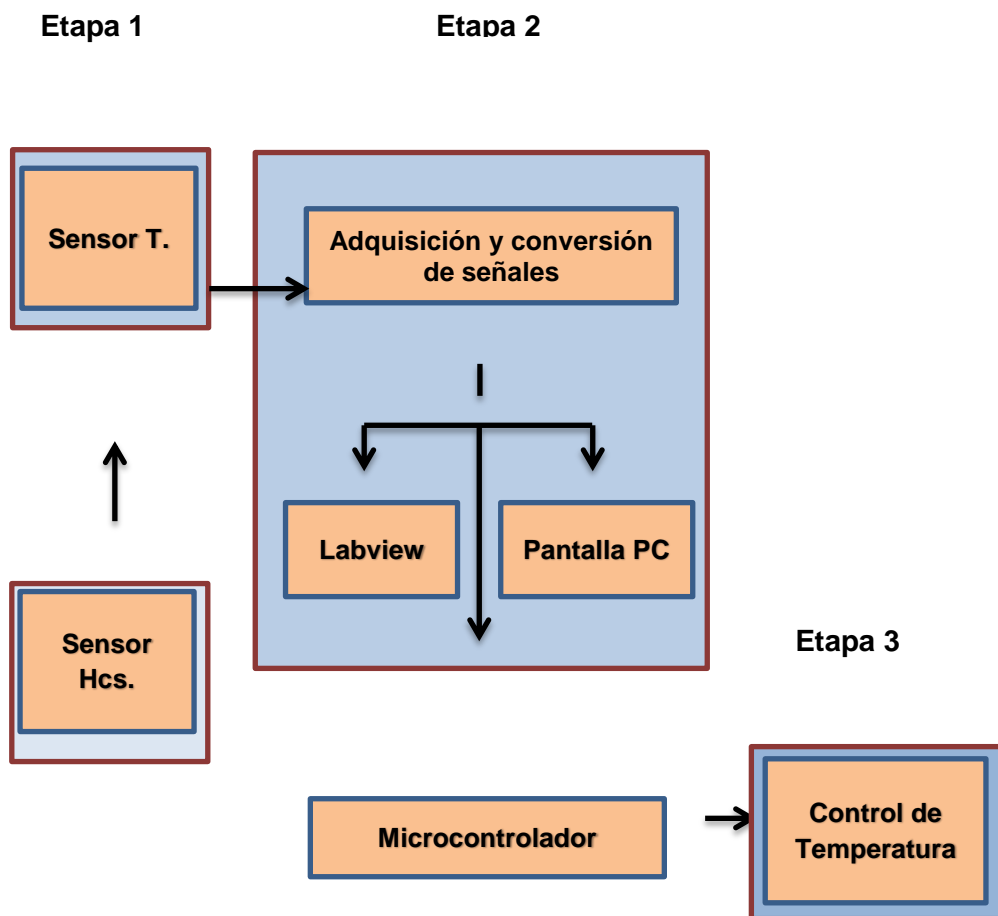 Etapa 1
Etapa 2
Sensor T.
Adquisición y conversión
de señales
Labview
Pantalla PC
Sensor
Hcs.
Etapa 3
Microcontrolador
Control de
Temperatura